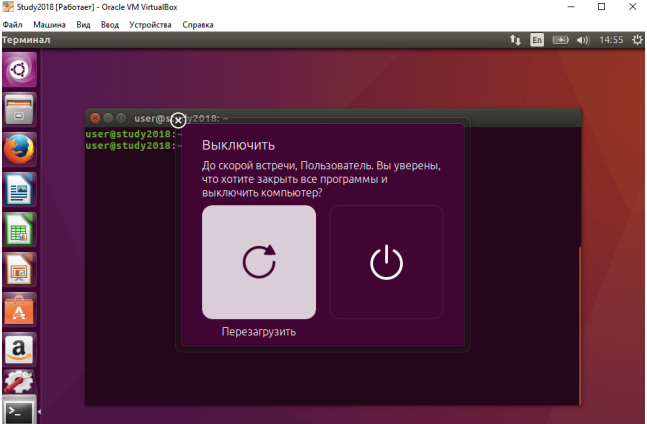 Study2018 [Работает] - Oracle VM VirtualBox
Файл Машина Вид Ввод Устройства Справка
Терминал En 14:55
user@study2018: ~
user@study2018:~
user@study2018:~
Выключить
До скорой встречи, Пользователь. Вы уверены,
что хотите закрыть все программы и
выключить компьютер?
Перезагрузить